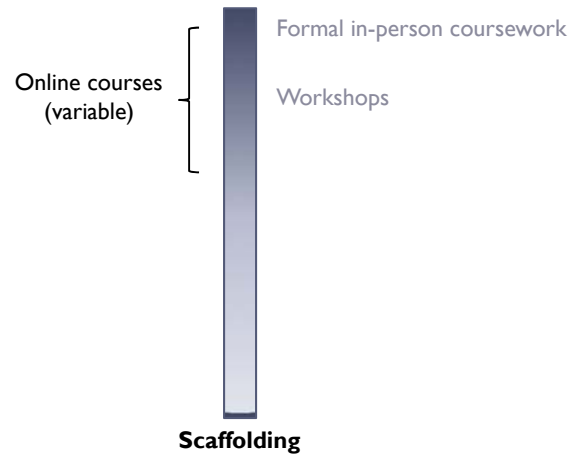 Formal in-person coursework
Online courses
(variable)
Workshops
Scaffolding